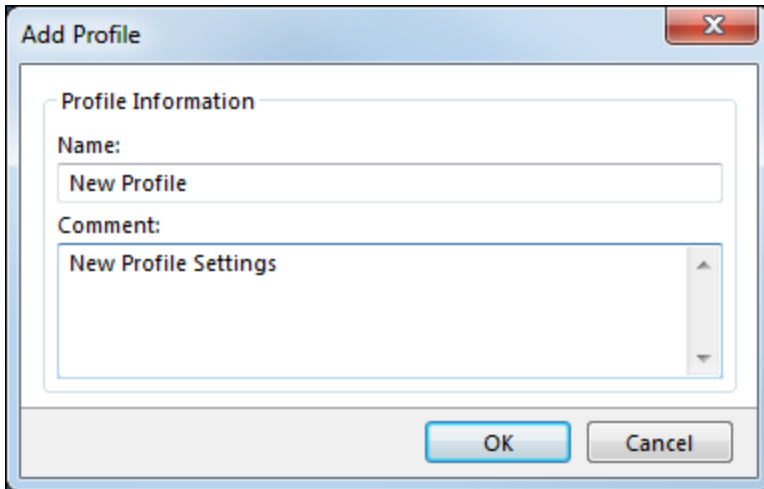 Add Profile
Profile Information
Name:
New Profile
Comment:
New Profile Settings
OK
Cancel